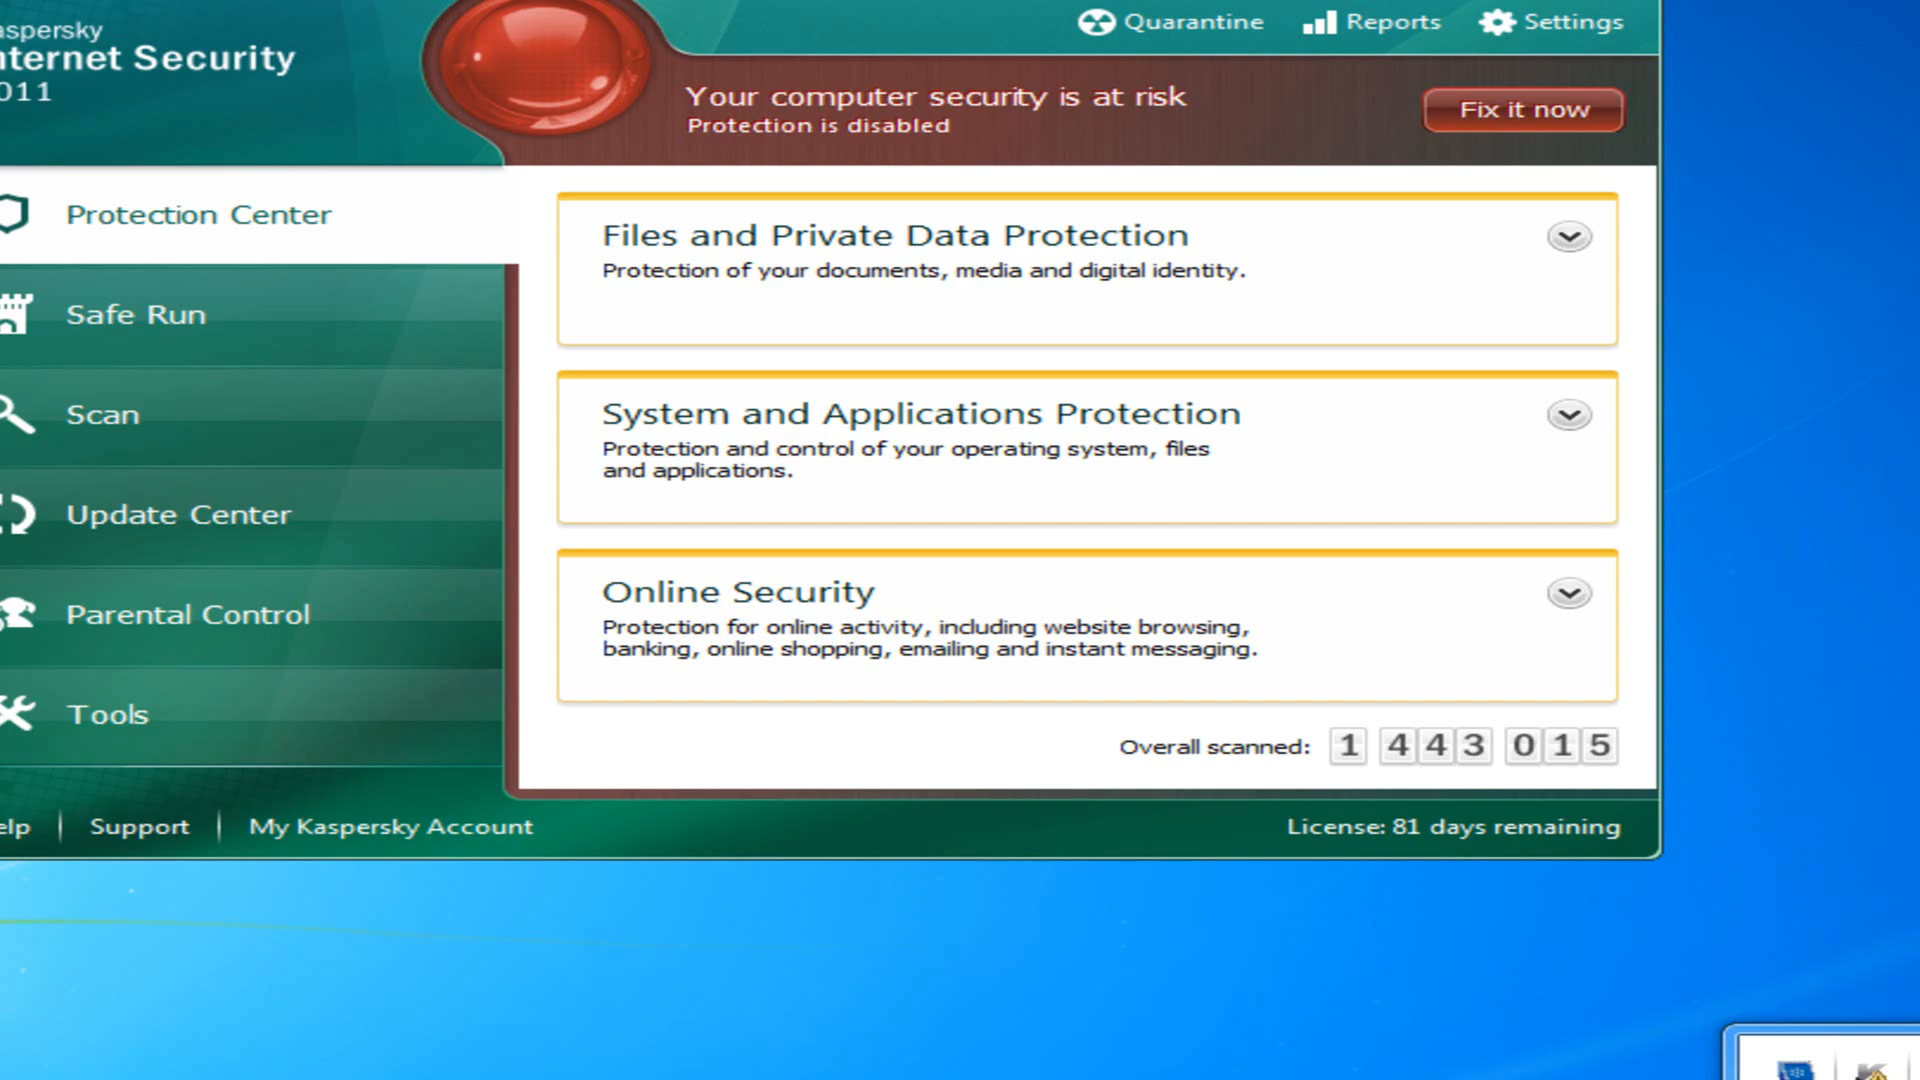 aspersky
nternet Security
011
Quarantine
Reports
Settings
Your computer security is at risk
Protection is disabled
Fix it now
Protection Center
Safe Run
Scan
Update Center
Parental Control
Tools
Files and Private Data Protection
Protection of your documents, media and digital identity.
System and Applications Protection
Protection and control of your operating system, files
and applications.
Online Security
Protection for online activity, including website browsing,
banking, online shopping, emailing and instant messaging.
Overall scanned: 1 443 015
elp
Support
My Kaspersky Account
License: 81 days remaining